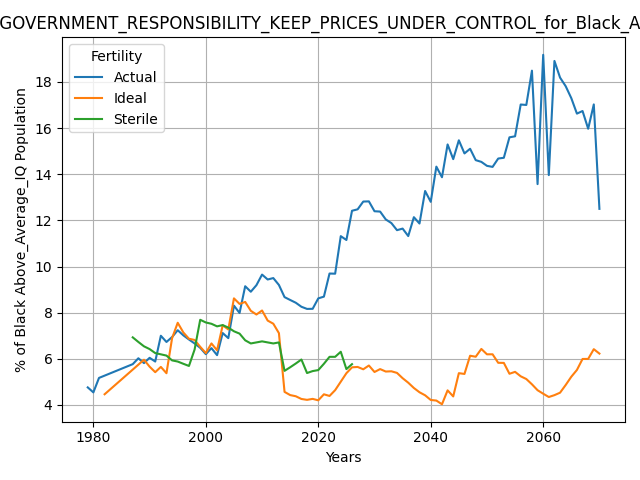 GOVERNMENT_RESPONSIBILITY_KEEP_PRICES_UNDER_CONTROL_for_Black_A
Fertility
Actual
Ideal
Sterile
% of Black Above_Average_IQ Population
18
16
14
12
10
8
6
4
1980 2000 2020 2040 2060
Years